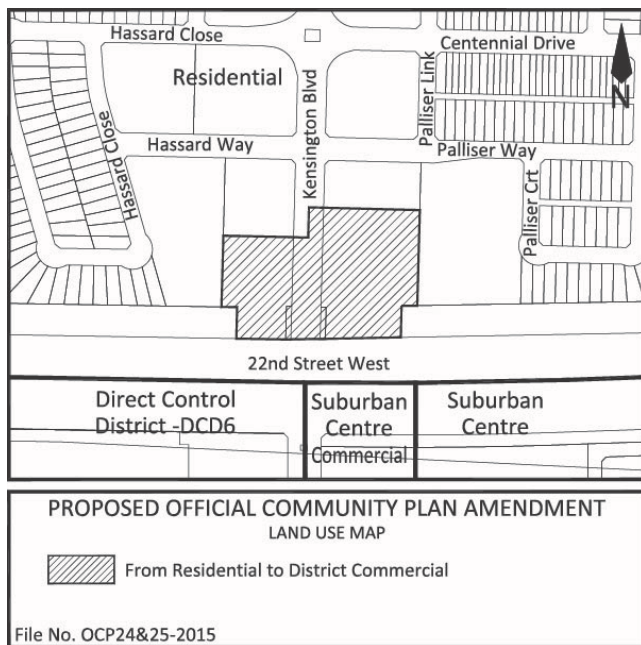 Hassard Close
Centennial Drive
Residential
Kensington Blvd
Palliser Link
N
Hassard Close
Hassard Way
Palliser Way
Palliser Crt
22nd Street West
Direct Control
District -DCD6
Suburban
Centre
Commercial
Suburban
Centre
PROPOSED OFFICIAL COMMUNITY PLAN AMENDMENT
LAND USE MAP
From Residential to District Commercial
File No. OCP24&25-2015